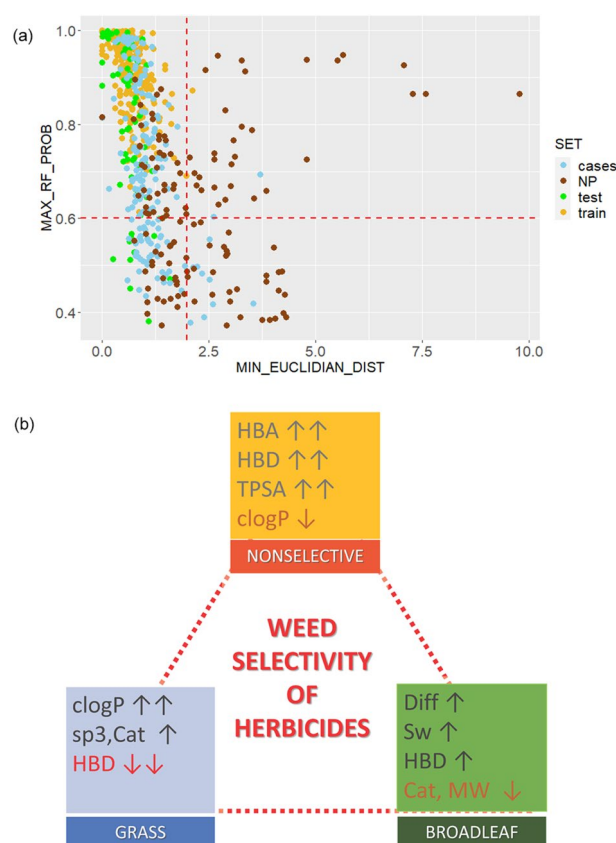 (a)
1.0
0.8
0.6
0.4
MAX_RF_PROB
0.0
2.5
5.0
7.5
10.0
MIN_EUCLIDIAN_DIST
SET
cases
NP
test
train
(b)
HBA ↑ ↑
HBD ↑ ↑
TPSA ↑ ↑
clogP ↓
NONSELECTIVE
WEED
SELECTIVITY
OF
HERBICIDES
clogP ↑ ↑
sp3,Cat ↑
HBD ↓ ↓
GRASS
Diff ↑
Sw ↑
HBD ↑
Cat, MW ↓
BROADLEAF